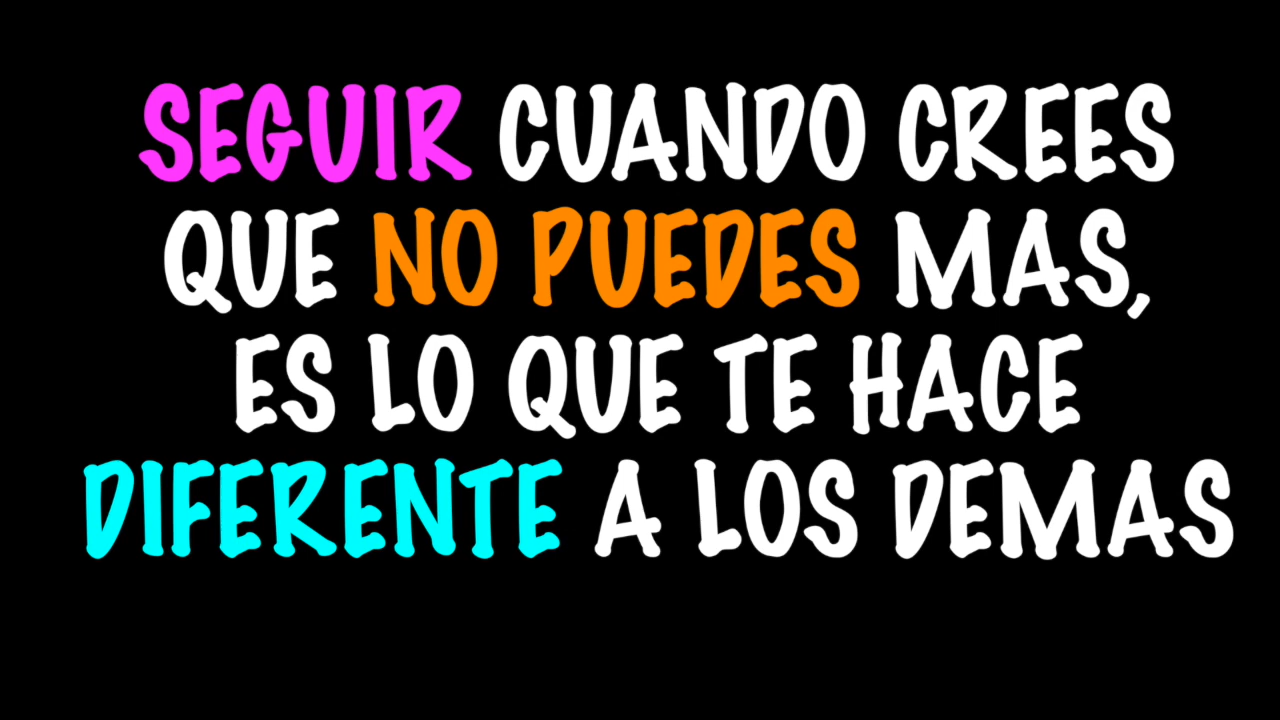 SEGUIR CUANDO CREES
QUE NO PUEDES MAS,
ES LO QUE TE HACE
DIFERENTE A LOS DEMAS